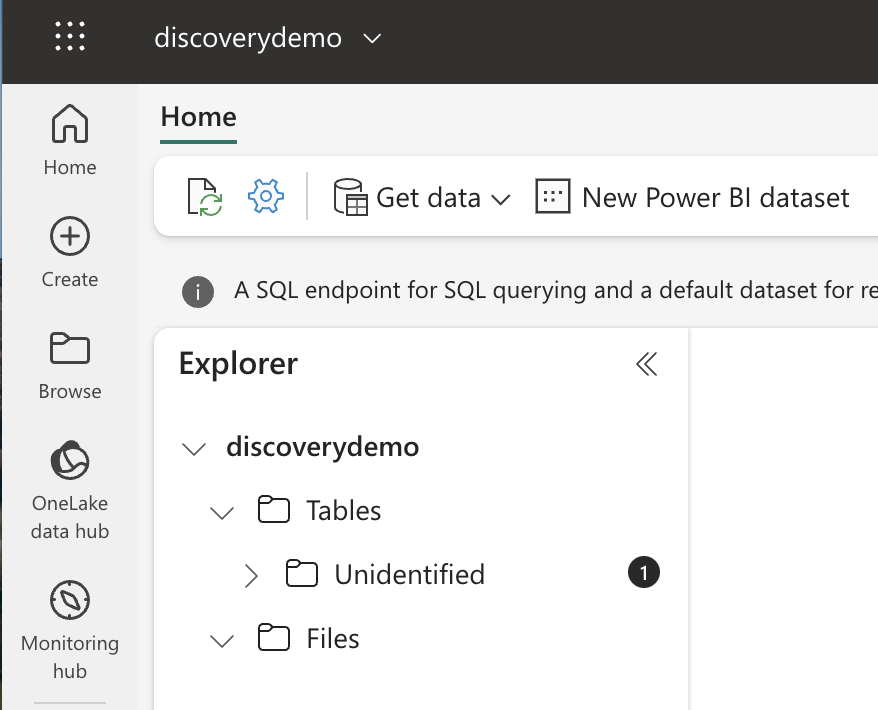 discoverydemo
Home
Home
Get data
New Power BI dataset
Create
A SQL endpoint for SQL querying and a default dataset for re
Explorer
Browse
discoverydemo
OneLake
data hub
Tables
Unidentified
1
Files
Monitoring
hub